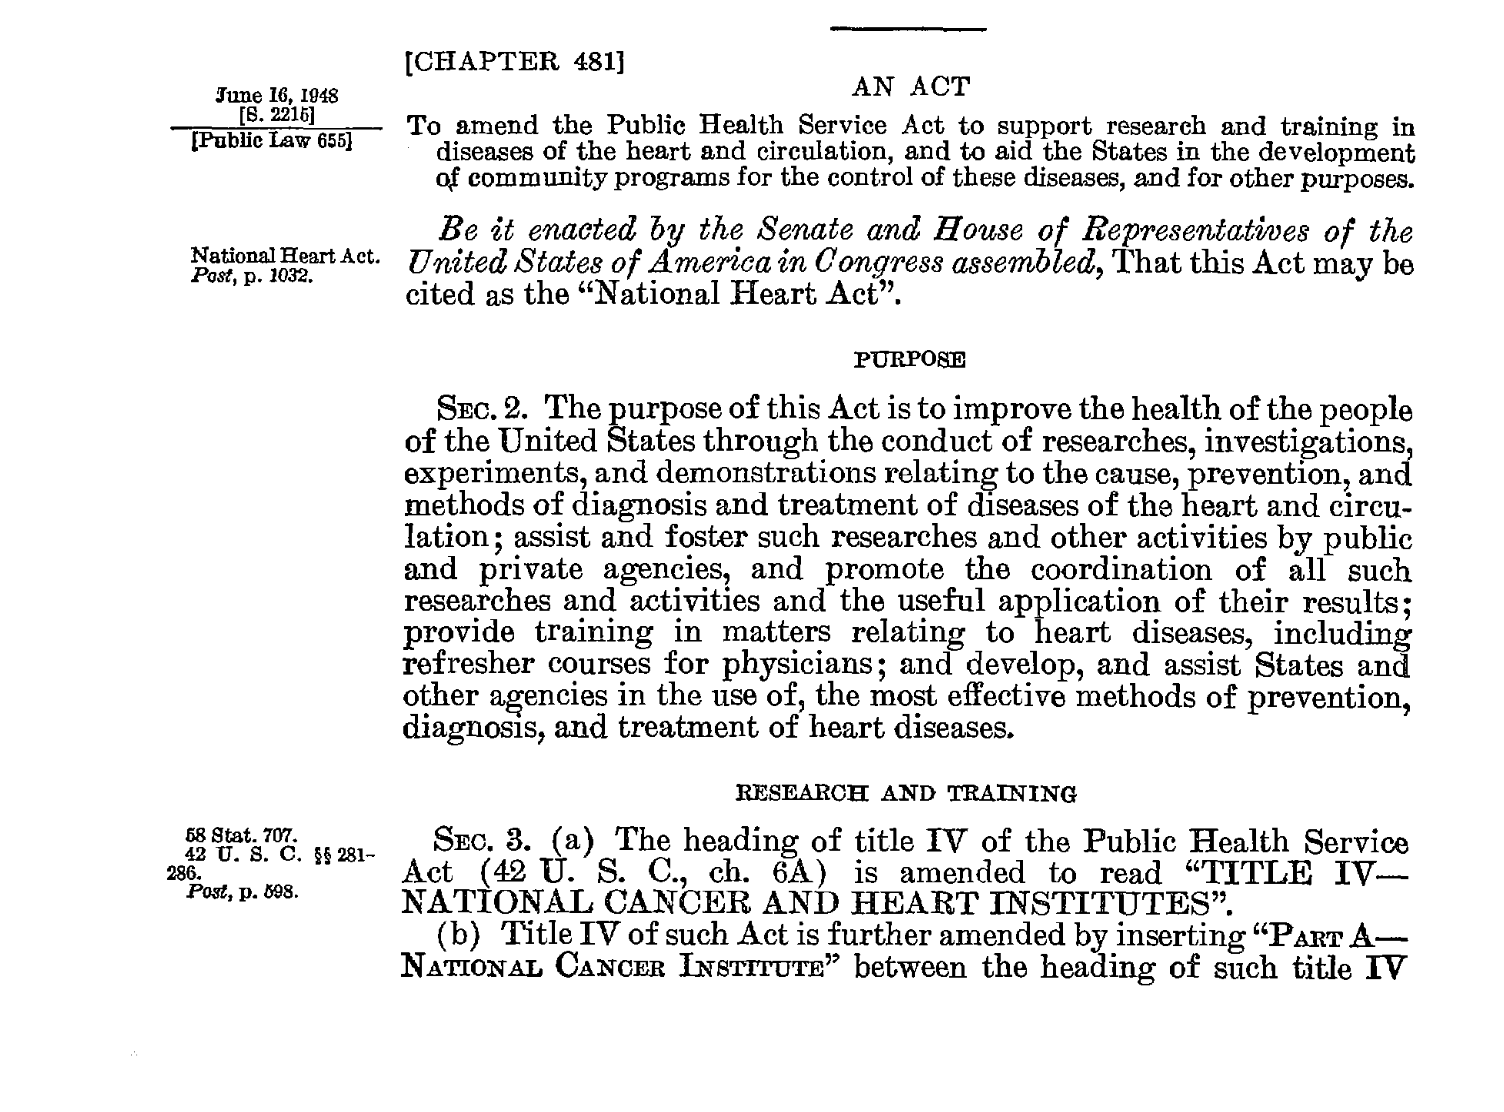 [CHAPTER 481]
AN ACT
June 16, 1948
[S. 2215]
[Public Law 655]
To amend the Public Health Service Act to support research and training in
diseases of the heart and circulation, and to aid the States in the development
of community programs for the control of these diseases, and for other purposes.
Be it enacted by the Senate and House of Representatives of the
National Heart Act.
Post, p. 1032.
United States of America in Congress assembled, That this Act may be
cited as the “National Heart Act”.
PURPOSE
SEC. 2. The purpose of this Act is to improve the health of the people
of the United States through the conduct of researches, investigations,
experiments, and demonstrations relating to the cause, prevention, and
methods of diagnosis and treatment of diseases of the heart and circu-
lation; assist and foster such researches and other activities by public
and private agencies, and promote the coordination of all such
researches and activities and the useful application of their results;
provide training in matters relating to heart diseases, including
refresher courses for physicians; and develop, and assist States and
other agencies in the use of, the most effective methods of prevention,
diagnosis, and treatment of heart diseases.
RESEARCH AND TRAINING
58 Stat. 707.
42 U. S. C. §§ 281-
286.
Post, p. 598.
SEC. 3. (a) The heading of title IV of the Public Health Service
Act (42 U. S. C., ch. 6A) is amended to read “TITLE IV—
NATIONAL CANCER AND HEART INSTITUTES”.
(b) Title IV of such Act is further amended by inserting “PART A—
NATIONAL CANCER INSTITUTE” between the heading of such title IV